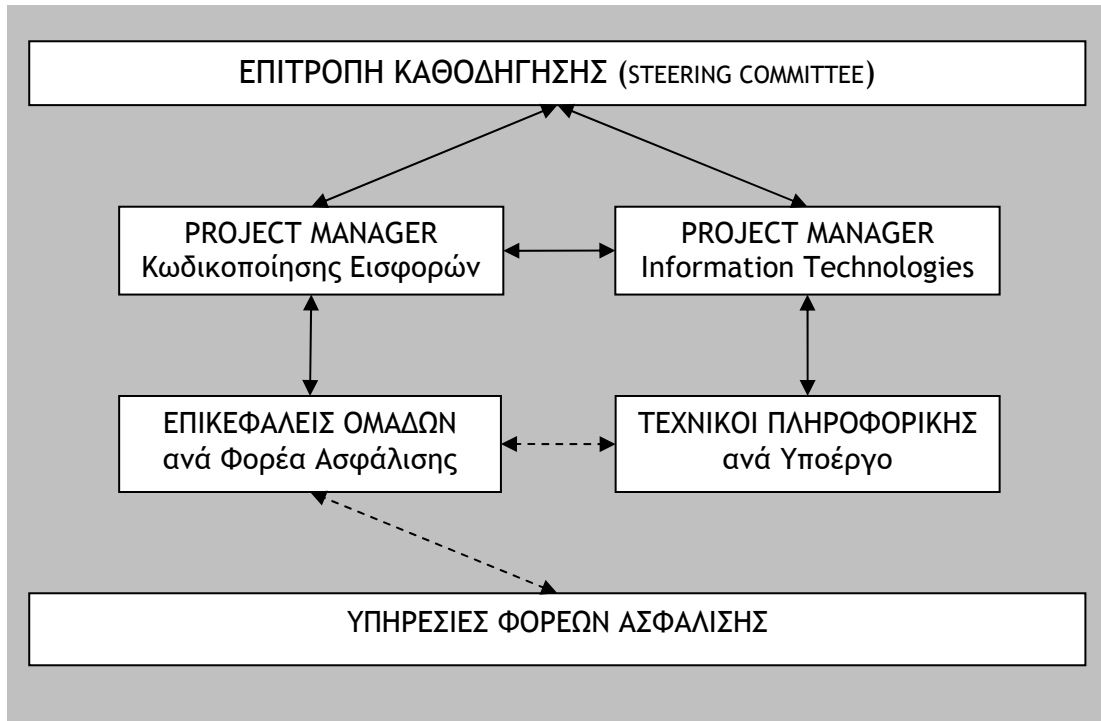 ΕΠΙΤΡΟΠΗ ΚΑΘΟΔΗΓΗΣΗΣ (STEERING COMMITTEE)
PROJECT MANAGER
Κωδικοποίησης Εισφορών
PROJECT MANAGER
Information Technologies
ΕΠΙΚΕΦΑΛΕΙΣ ΟΜΑΔΩΝ
ανά Φορέα Ασφάλισης
ΤΕΧΝΙΚΟΙ ΠΛΗΡΟΦΟΡΙΚΗΣ
ανά Υποέργο
ΥΠΗΡΕΣΙΕΣ ΦΟΡΕΩΝ ΑΣΦΑΛΙΣΗΣ